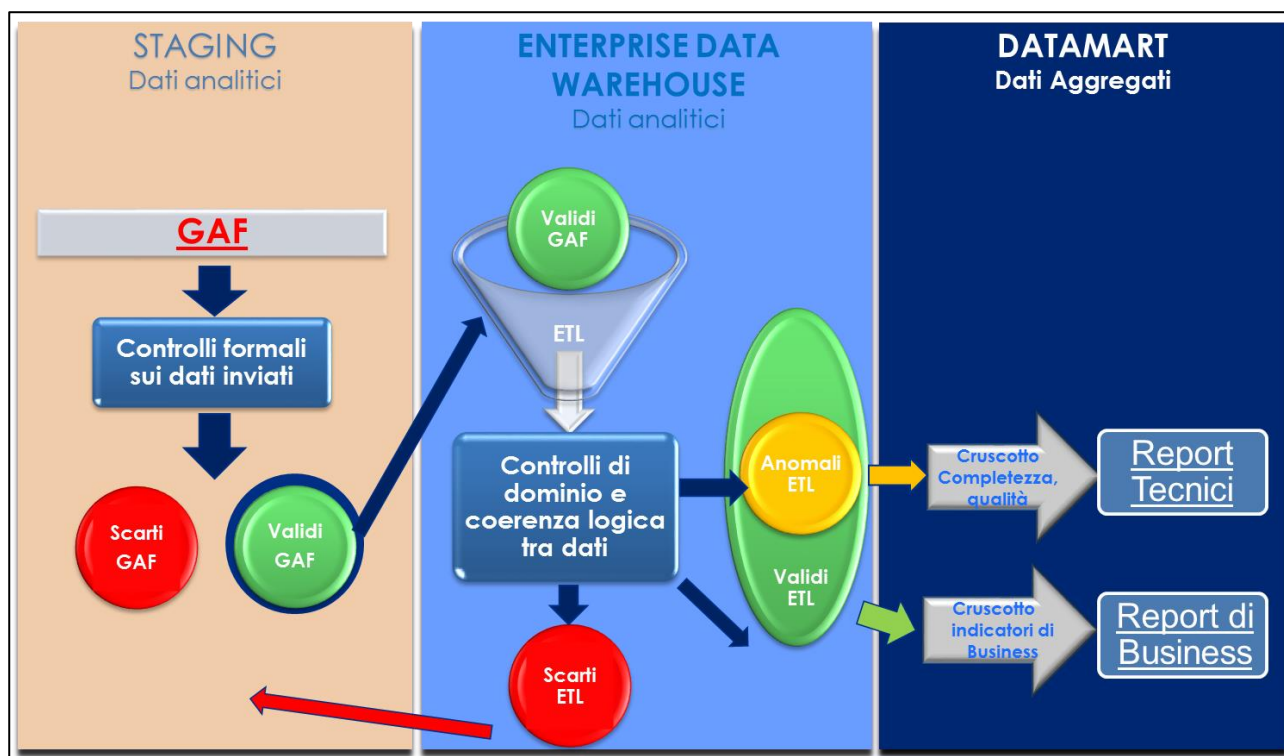 STAGING
Dati analitici
GAF
Controlli formali
sui dati inviati
Scarti
GAF
Validi
GAF
ENTERPRISE DATA
WAREHOUSE
Dati analitici
Validi
GAF
ETL
Controlli di
dominio e
coerenza logica
tra dati
Anomali
ETL
Validi
ETL
Scarti
ETL
DATAMART
Dati Aggregati
Cruscotto
Completezza,
qualità
Report
Tecnici
Cruscotto
indicatori di
Business
Report di
Business